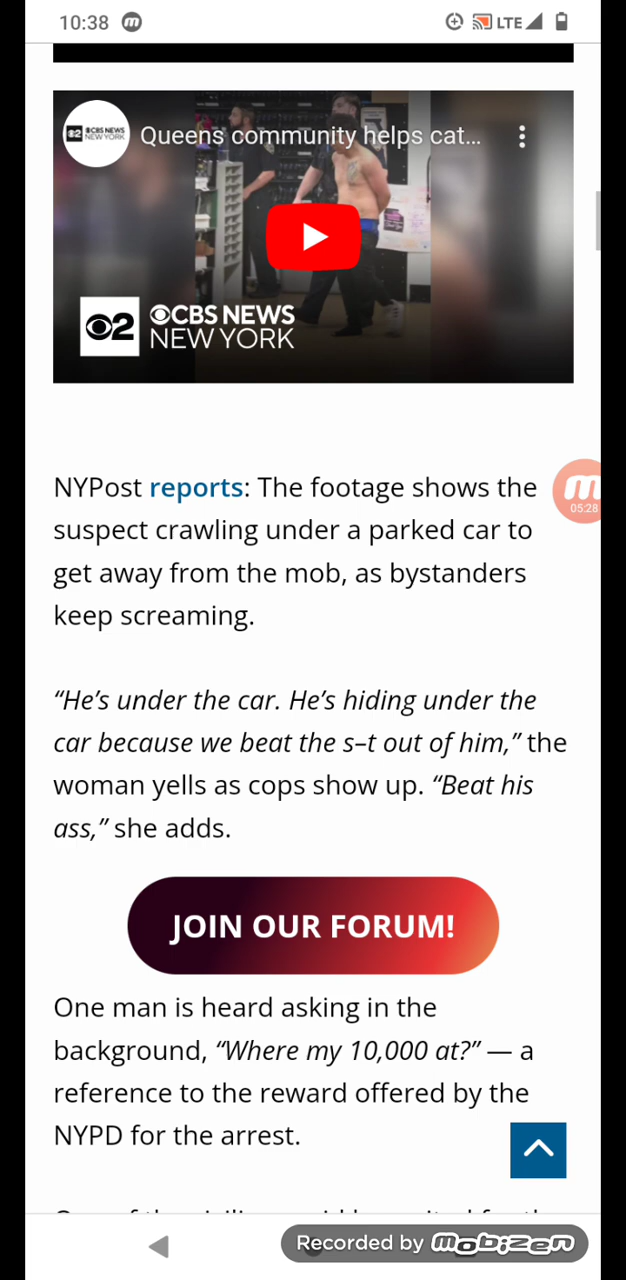 10:38 m LTE
2 CBS NEWS
NEW YORK
Queens community helps cat...
2 CBS NEWS
NEW YORK
NYPost reports: The footage shows the
suspect crawling under a parked car to
get away from the mob, as bystanders
keep screaming.
m
05:28
“He’s under the car. He’s hiding under the
car because we beat the s–t out of him,” the
woman yells as cops show up. “Beat his
ass,” she adds.
JOIN OUR FORUM!
One man is heard asking in the
background, “Where my 10,000 at?” — a
reference to the reward offered by the
NYPD for the arrest.
Recorded by mobizen